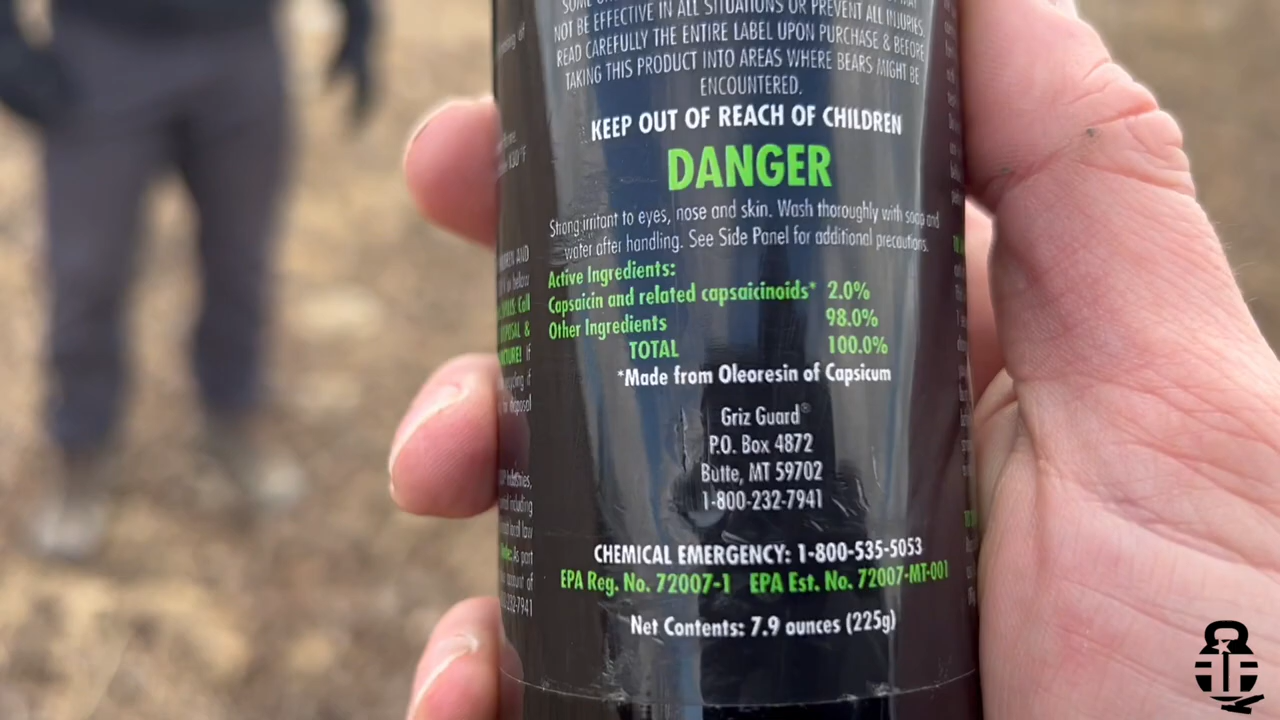 NOT BE EFFECTIVE IN ALL SITUATIONS OR PREVENT ALL INJURIES.
READ CAREFULLY THE ENTIRE LABEL UPON PURCHASE & BEFORE
TAKING THIS PRODUCT INTO AREAS WHERE BEARS MIGHT BE
ENCOUNTERED.
KEEP OUT OF REACH OF CHILDREN
DANGER
Strong irritant to eyes, nose and skin. Wash thoroughly with soap and
water after handling. See Side Panel for additional precautions.
Active Ingredients:
Capsaicin and related capsaicinoids* 2.0%
Other Ingredients 98.0%
TOTAL 100.0%
*Made from Oleoresin of Capsicum
Griz Guard®
P.O. Box 4872
Butte, MT 59702
1-800-232-7941
CHEMICAL EMERGENCY: 1-800-535-5053
EPA Reg. No. 72007-1 EPA Est. No. 72007-MT-001
Net Contents: 7.9 ounces (225g)